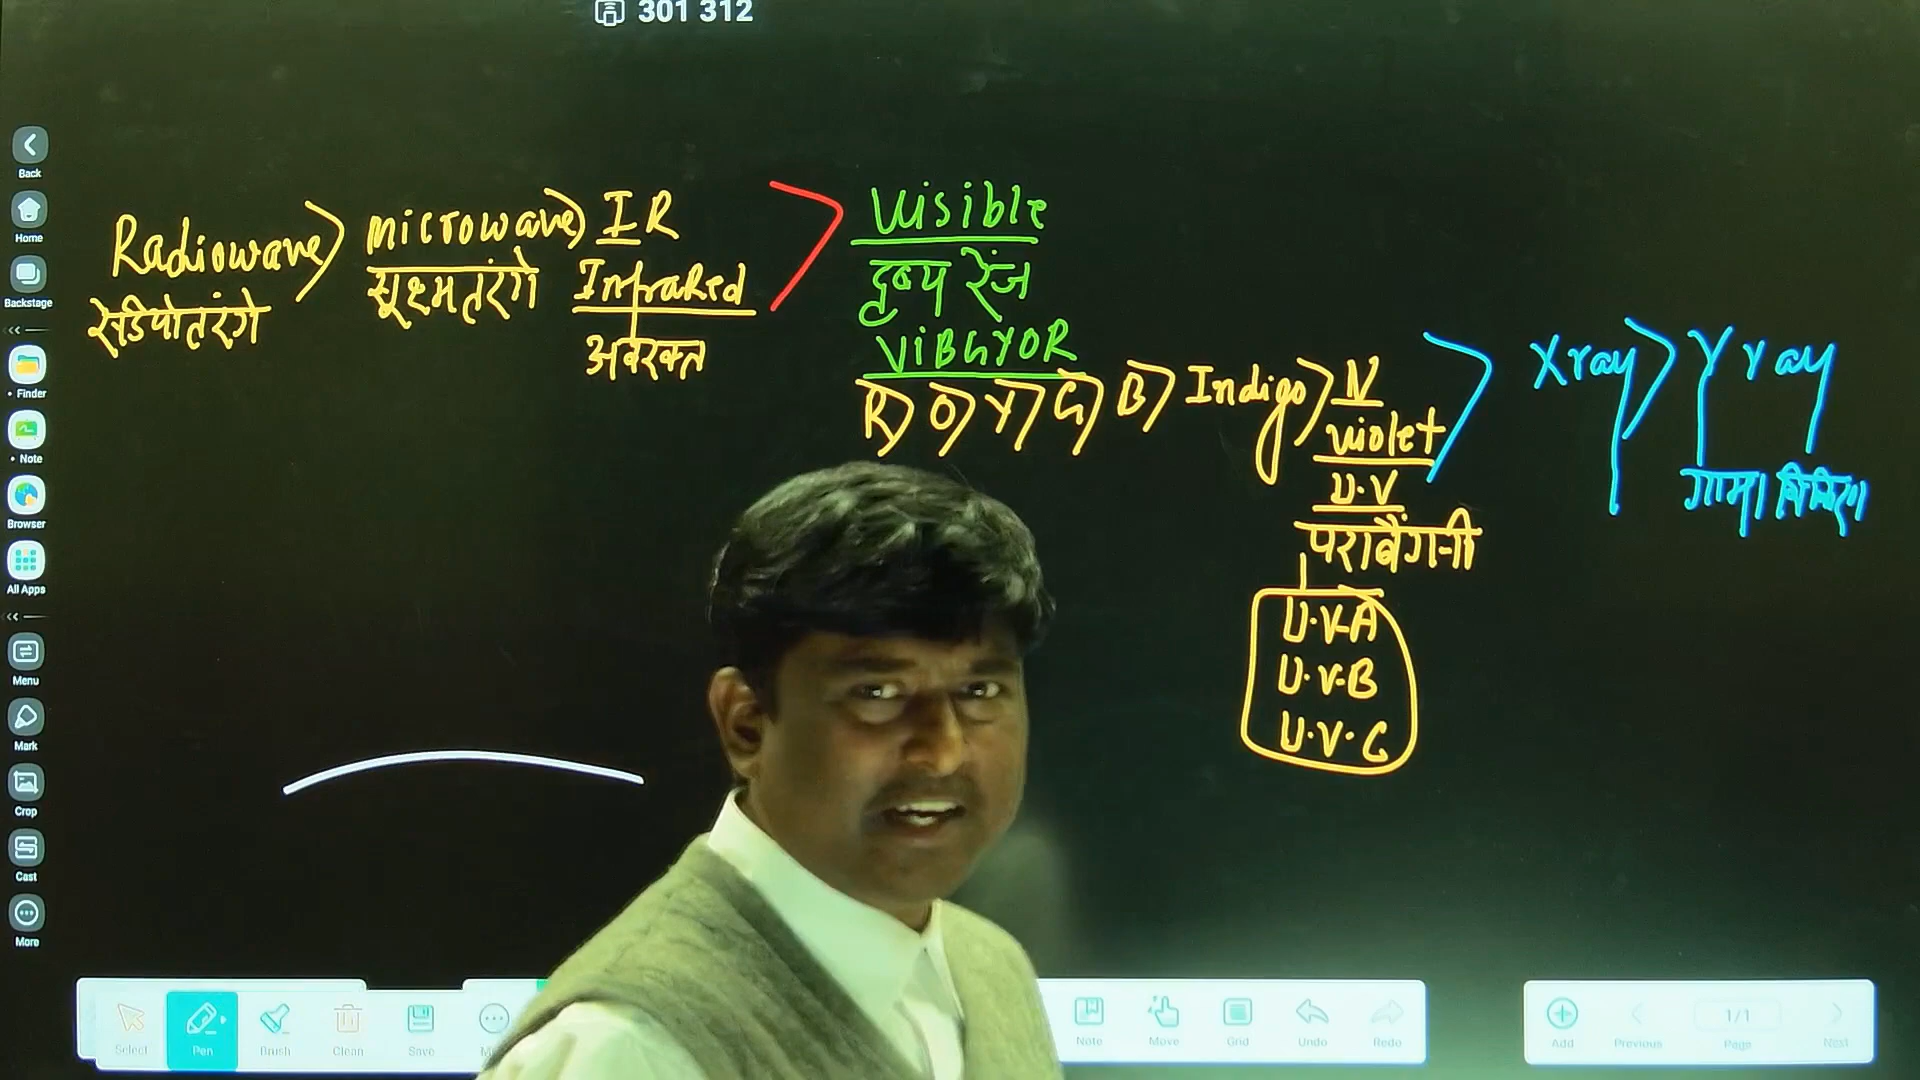 301 312
Radiowave > microwave > IR > Visible
रेडियोतरंगे सूक्ष्मतरंगे InfraRed दृश्य रेंज
अवरक्त
VIBGYOR
R > O > Y > G > B > Indigo > V > X ray > γ ray
violet
U.V
पराबैंगनी
गामा
U.V-A
U.V-B
U.V.C
Back
Home
Backstage
Finder
Note
Browser
All Apps
Menu
Mark
Crop
Cast
More
Select Pen Brush Clean Save Note Move Grid Undo Redo
Add Previous 1/1 Page Next